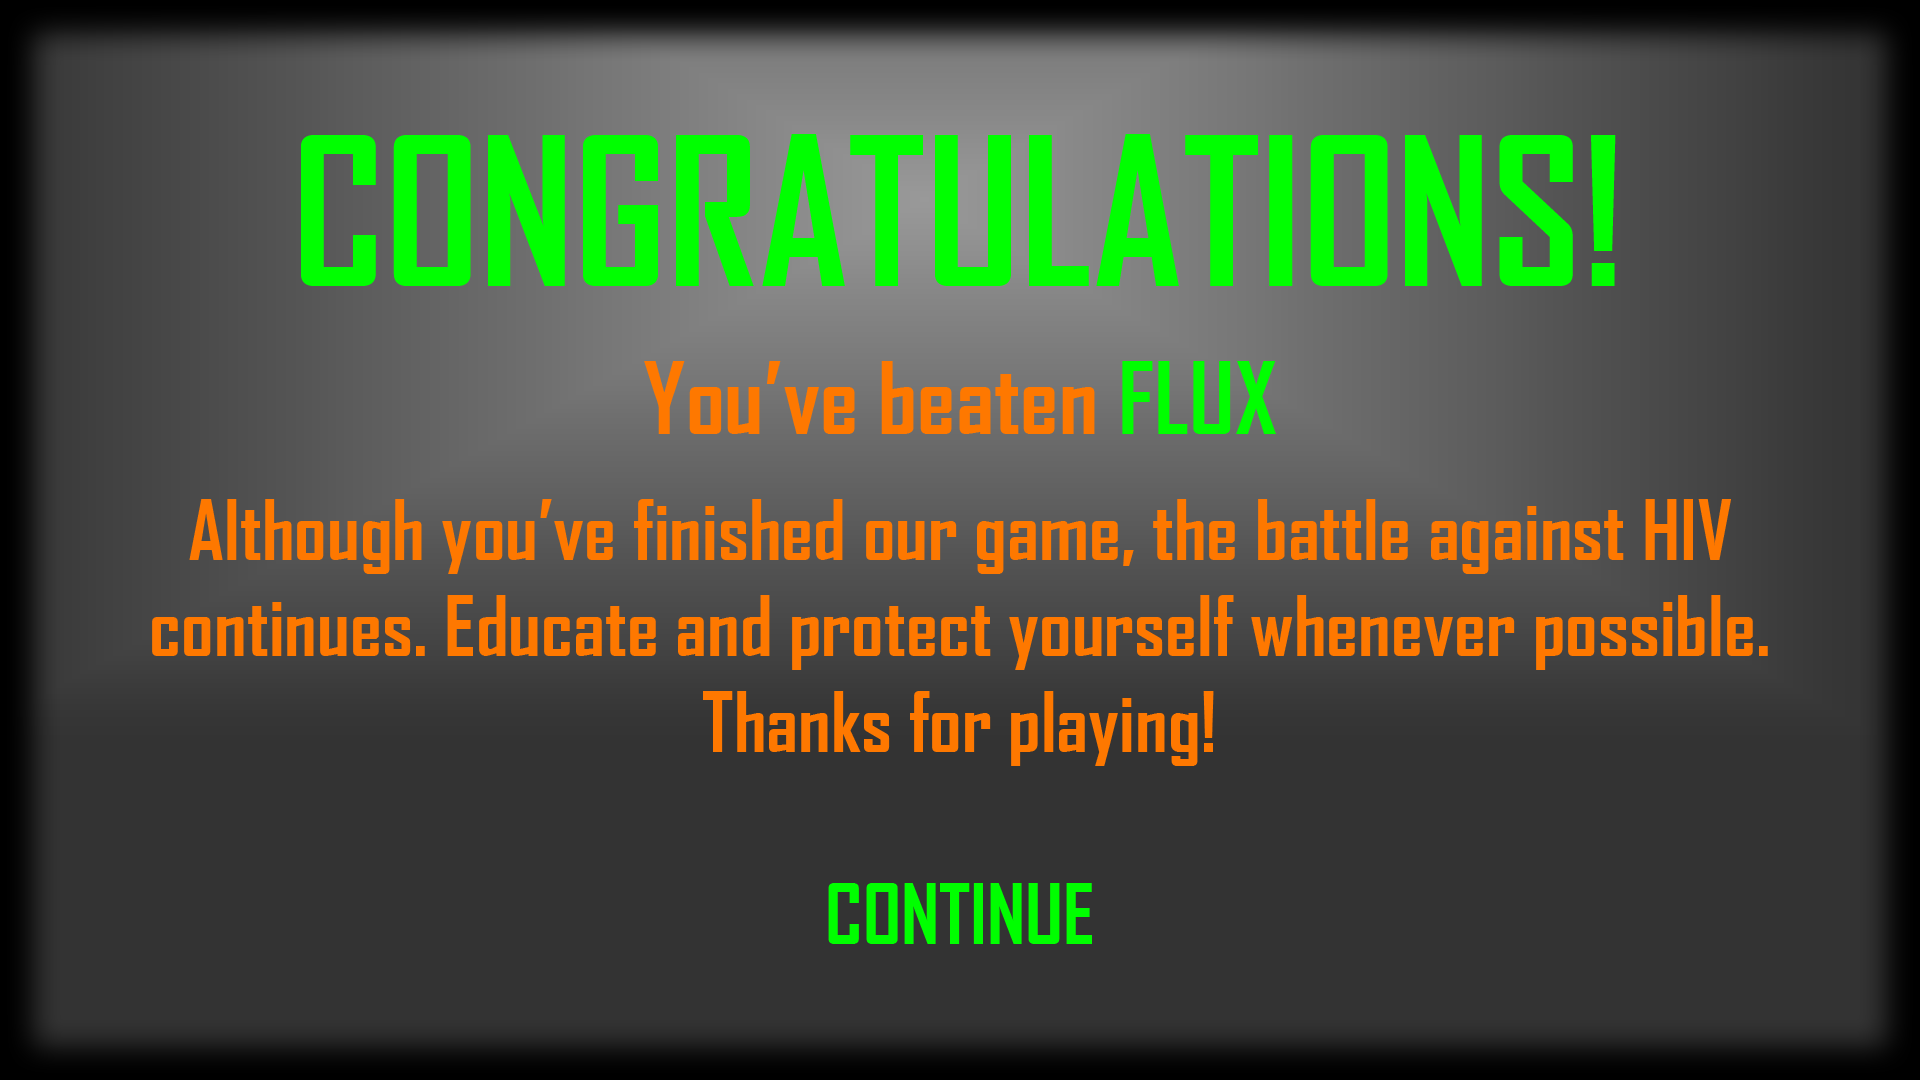 CONGRATULATIONS!
You've beaten FLUX
Although you've finished our game, the battle against HIV
continues. Educate and protect yourself whenever possible.
Thanks for playing!
CONTINUE